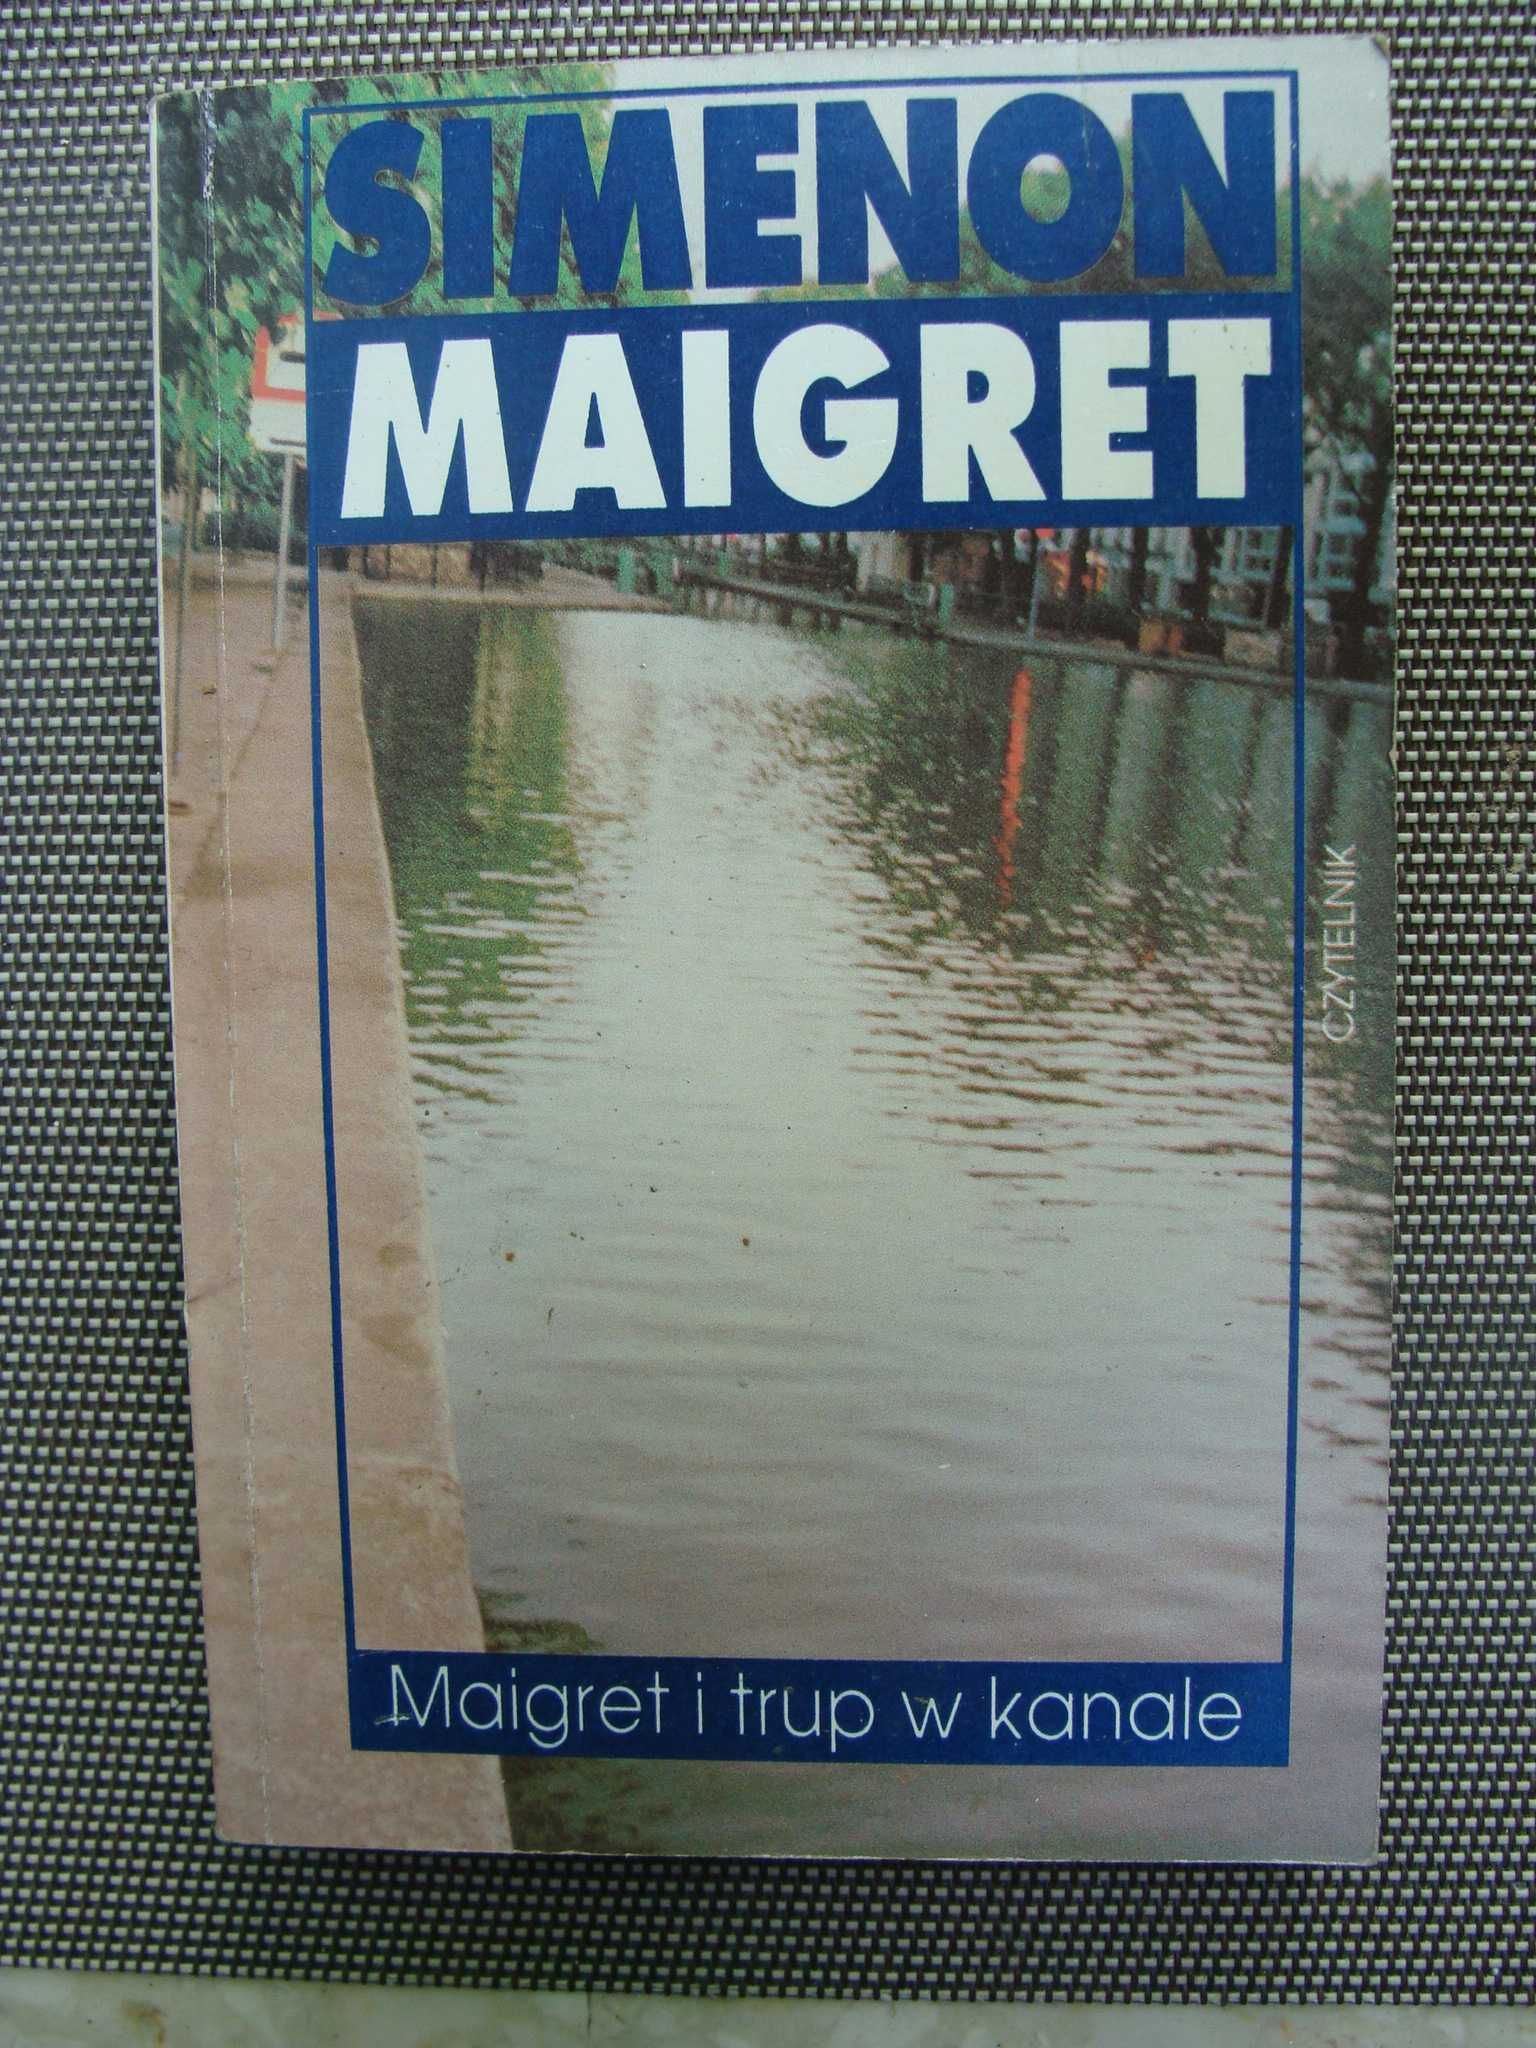 SIMENON
MAIGRET
CZYTELNIK
Maigret i trup w kanale